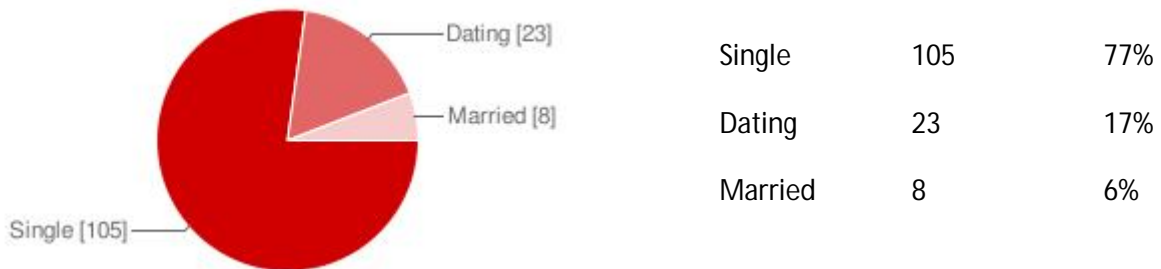 Dating [23]
Married [8]
Single [105]
Single 105 77%
Dating 23 17%
Married 8 6%